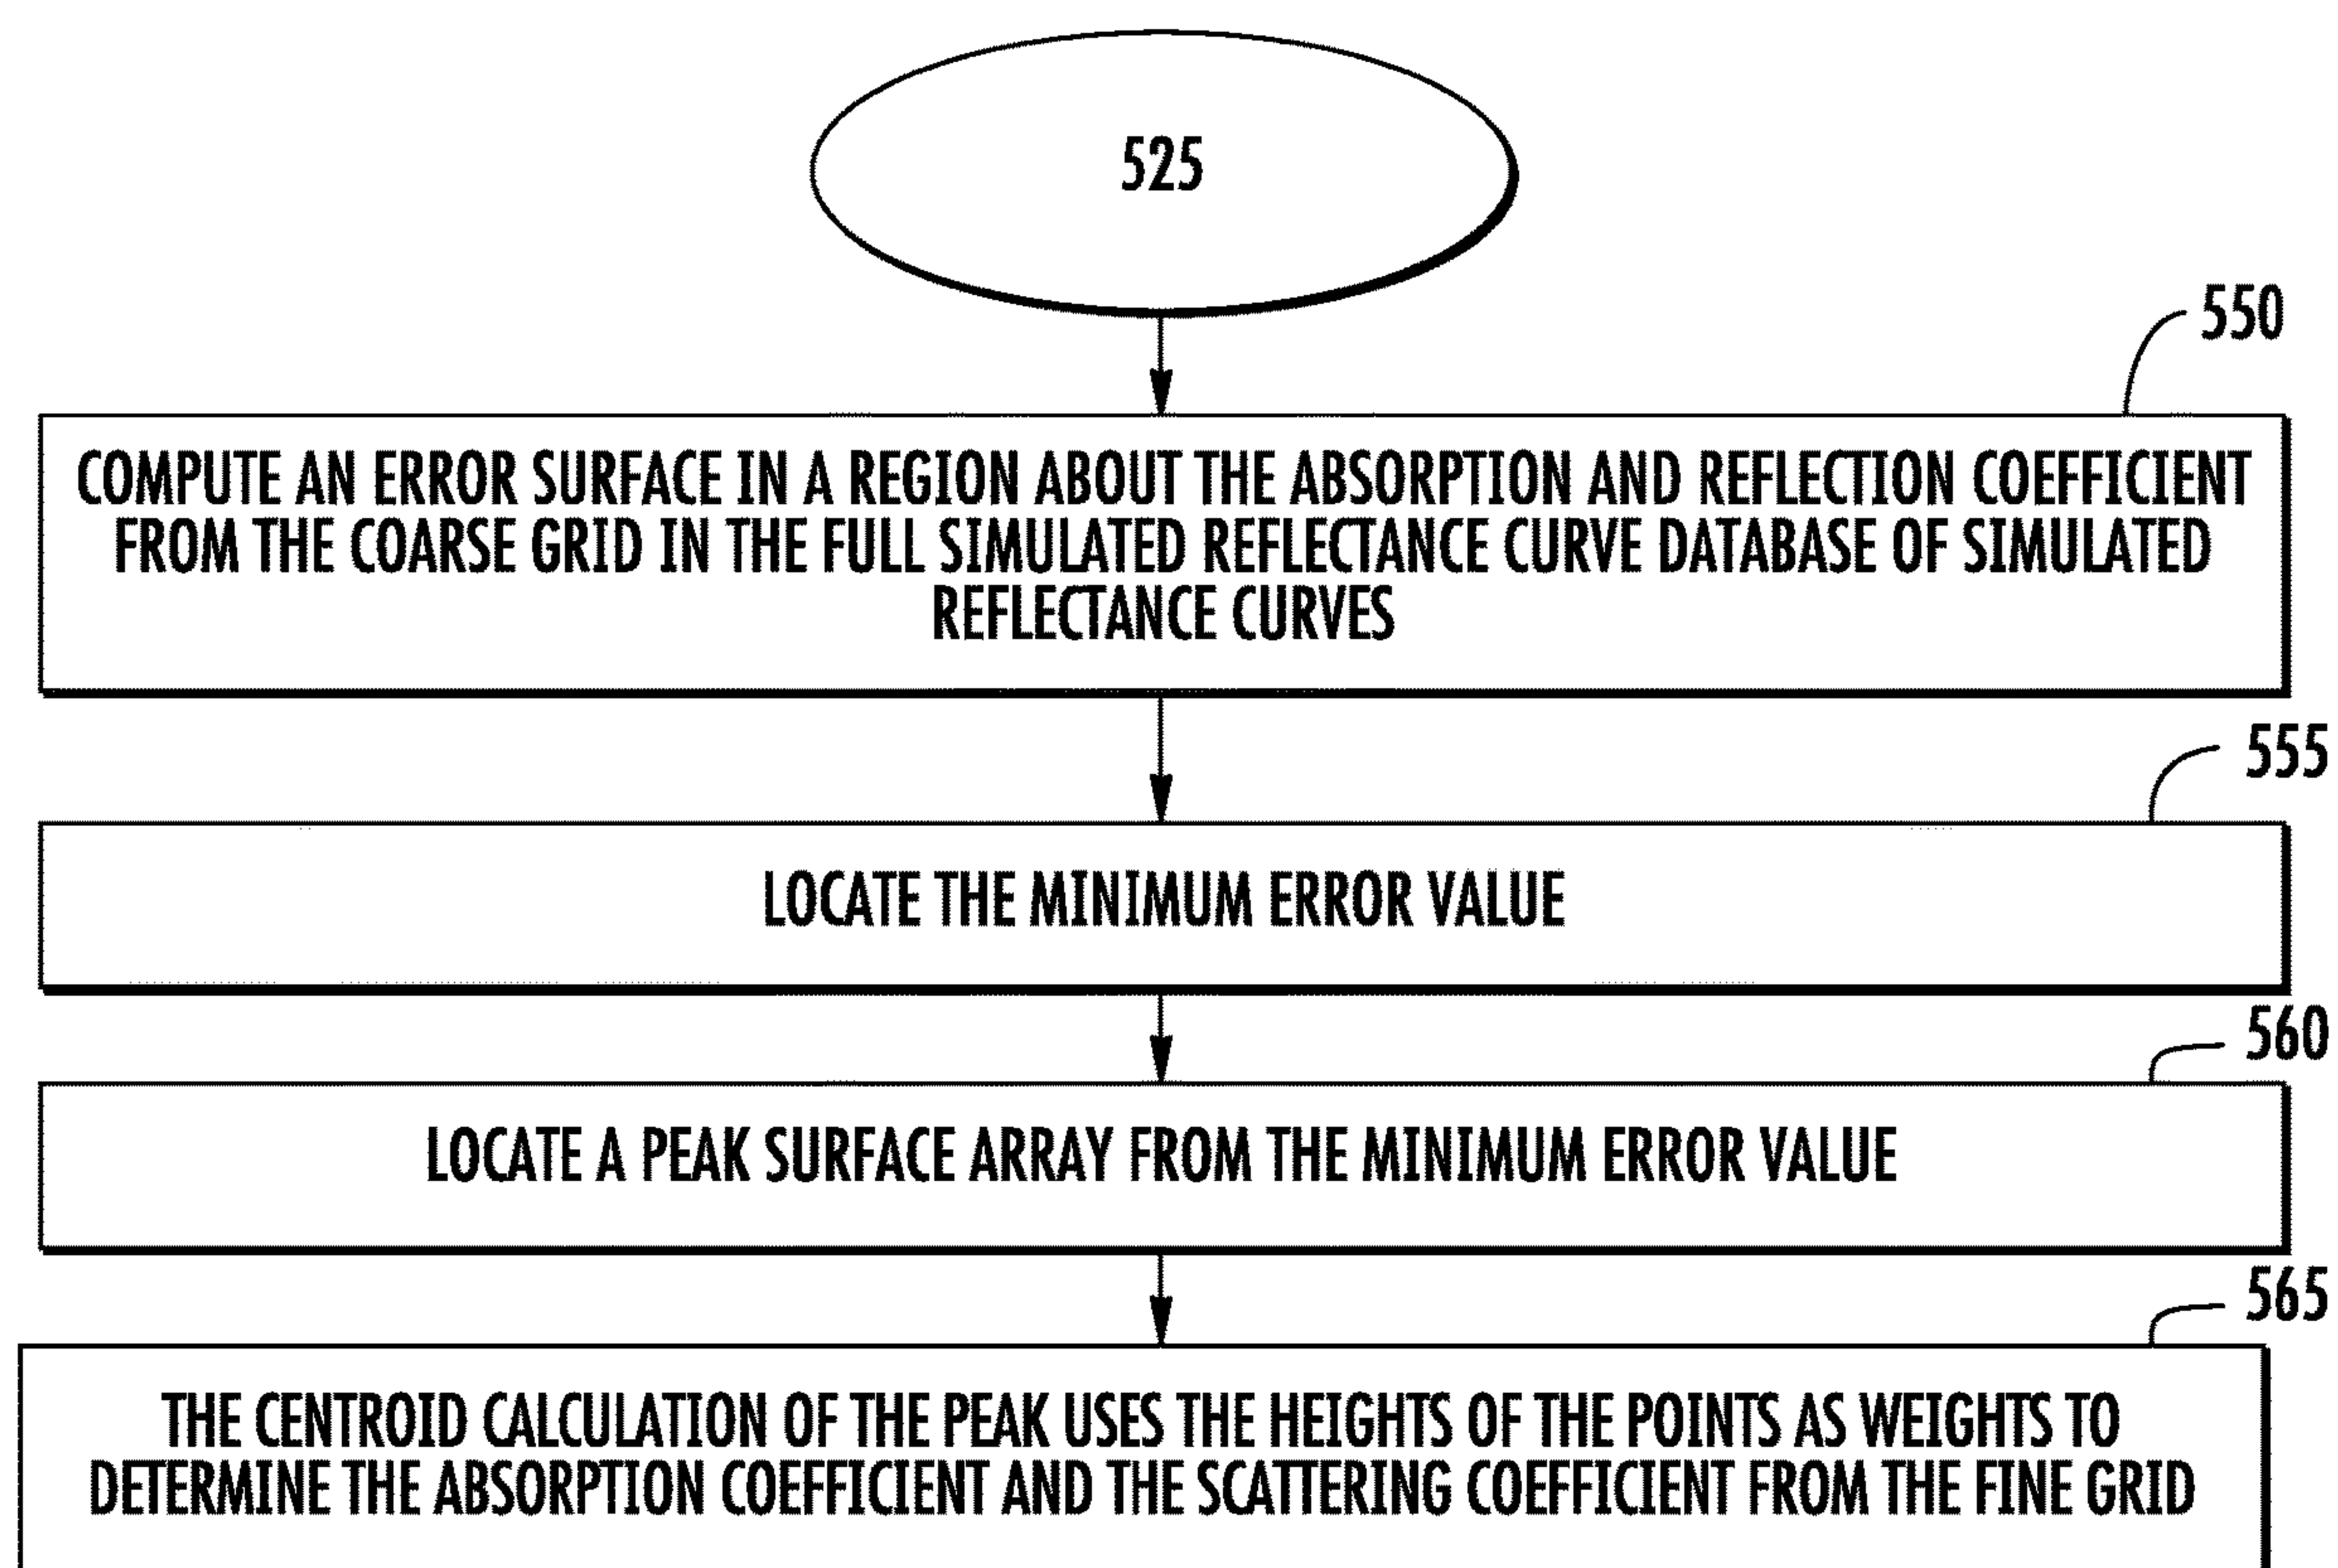 525
550
COMPUTE AN ERROR SURFACE IN A REGION ABOUT THE ABSORPTION AND REFLECTION COEFFICIENT
FROM THE COARSE GRID IN THE FULL SIMULATED REFLECTANCE CURVE DATABASE OF SIMULATED
REFLECTANCE CURVES
555
LOCATE THE MINIMUM ERROR VALUE
560
LOCATE A PEAK SURFACE ARRAY FROM THE MINIMUM ERROR VALUE
565
THE CENTROID CALCULATION OF THE PEAK USES THE HEIGHTS OF THE POINTS AS WEIGHTS TO
DETERMINE THE ABSORPTION COEFFICIENT AND THE SCATTERING COEFFICIENT FROM THE FINE GRID